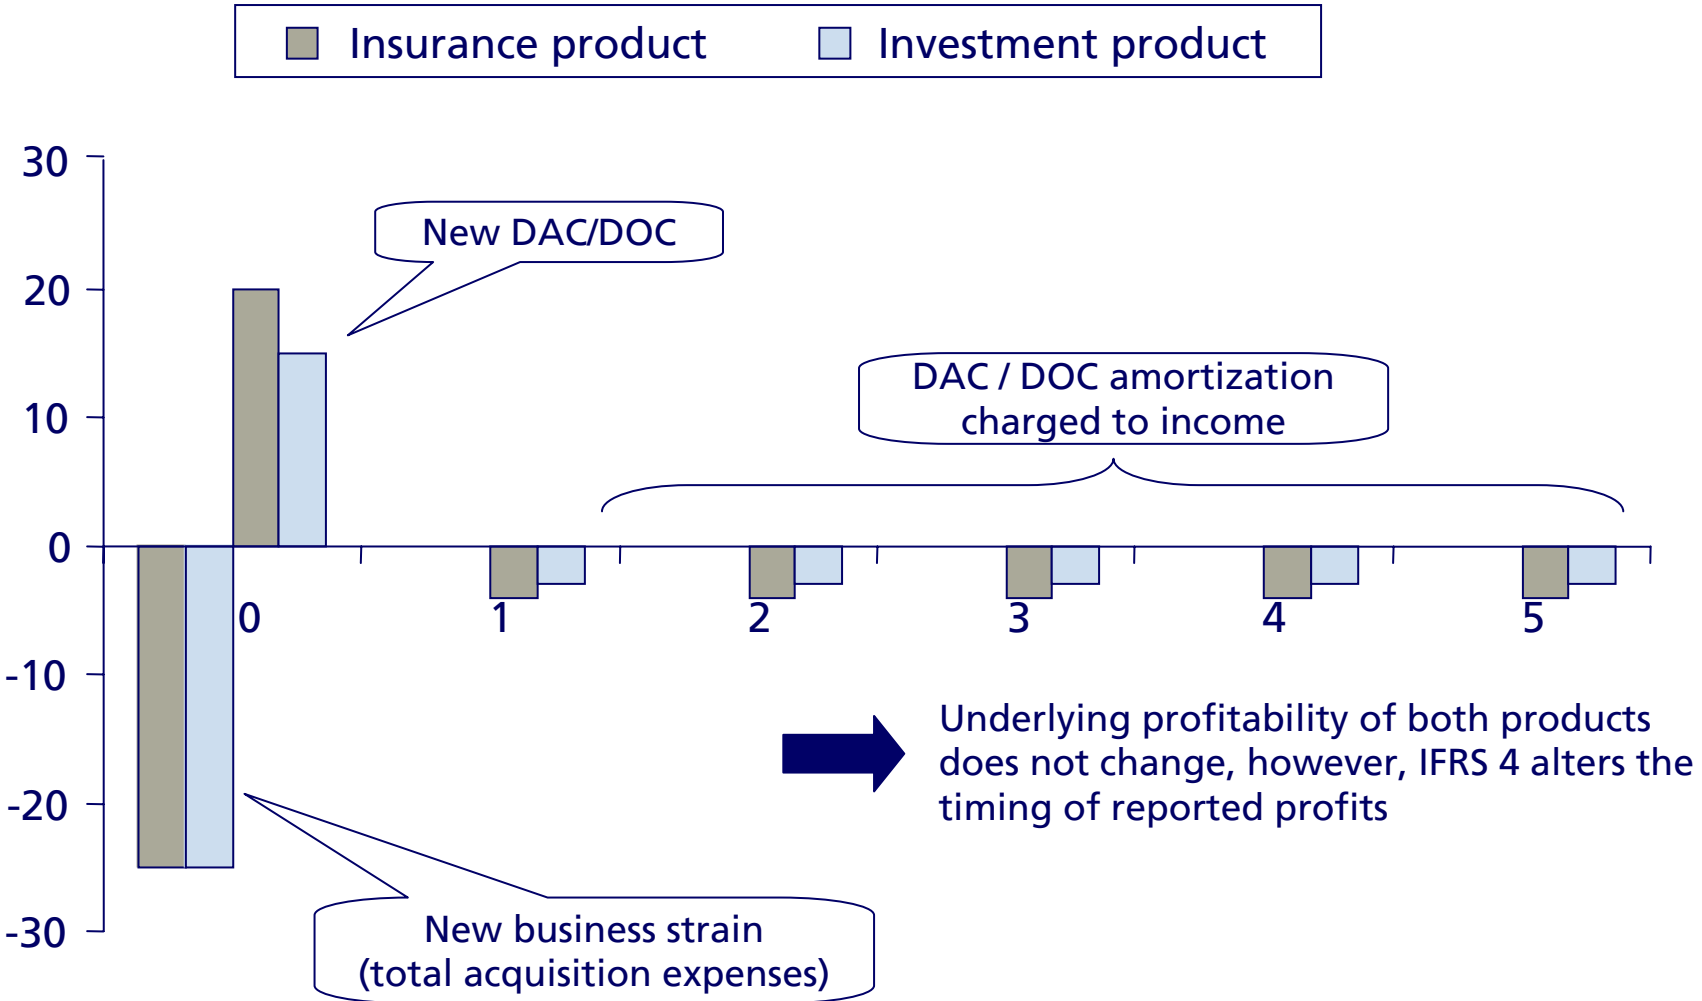 Insurance product
Investment product
30
New DAC/DOC
20
DAC / DOC amortization
charged to income
10
0
0
1
2
3
4
5
-10
Underlying profitability of both products
does not change, however, IFRS 4 alters the
timing of reported profits
-20
New business strain
(total acquisition expenses)
-30